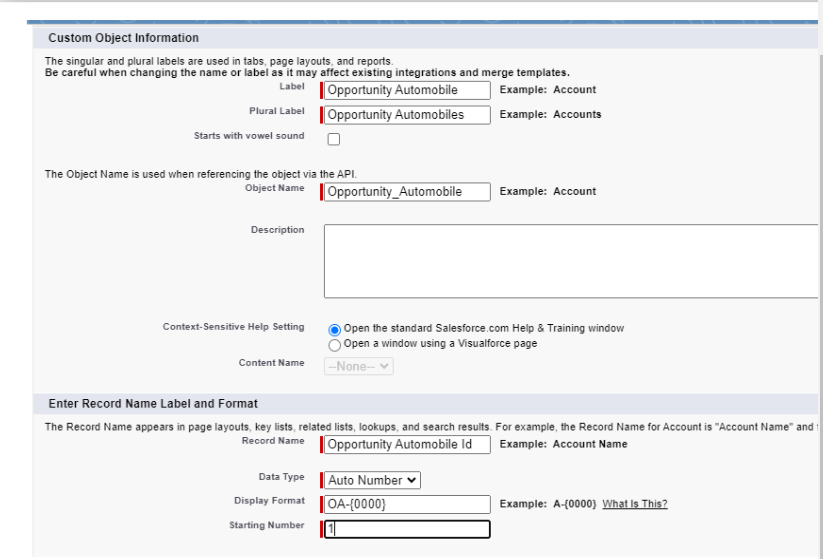 Custom Object Information
The singular and plural labels are used in tabs, page layouts, and reports.
Be careful when changing the name or label as it may affect existing integrations and merge templates.
Label Opportunity Automobile Example: Account
Plural Label Opportunity Automobiles Example: Accounts
Starts with vowel sound
The Object Name is used when referencing the object via the API.
Object Name Opportunity_Automobile Example: Account
Description
Context-Sensitive Help Setting Open the standard Salesforce.com Help & Training window
Open a window using a Visualforce page
Content Name --None--
Enter Record Name Label and Format
The Record Name appears in page layouts, key lists, related lists, lookups, and search results. For example, the Record Name for Account is "Account Name" and
Record Name Opportunity Automobile Id Example: Account Name
Data Type Auto Number
Display Format OA-{0000} Example: A-{0000} What Is This?
Starting Number 1